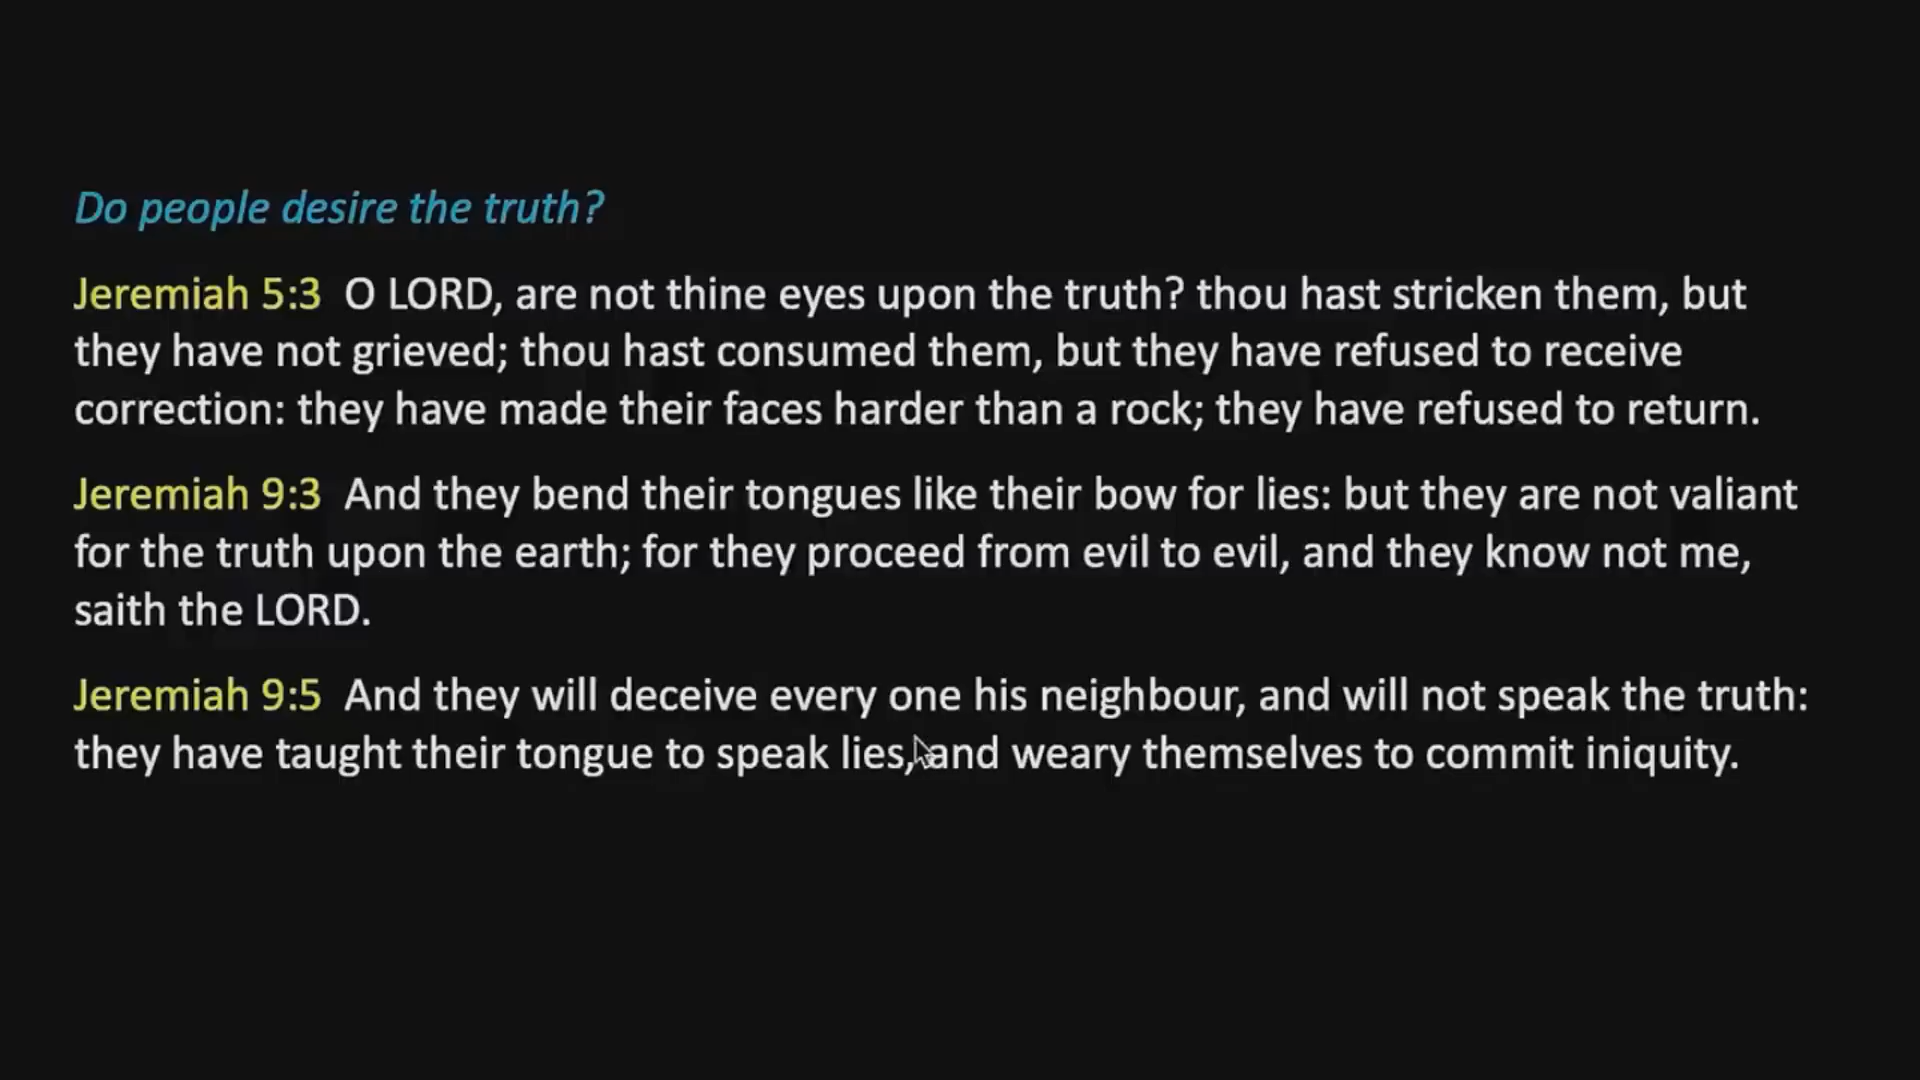 Do people desire the truth?
Jeremiah 5:3 O LORD, are not thine eyes upon the truth? thou hast stricken them, but
they have not grieved; thou hast consumed them, but they have refused to receive
correction: they have made their faces harder than a rock; they have refused to return.
Jeremiah 9:3 And they bend their tongues like their bow for lies: but they are not valiant
for the truth upon the earth; for they proceed from evil to evil, and they know not me,
saith the LORD.
Jeremiah 9:5 And they will deceive every one his neighbour, and will not speak the truth:
they have taught their tongue to speak lies, and weary themselves to commit iniquity.